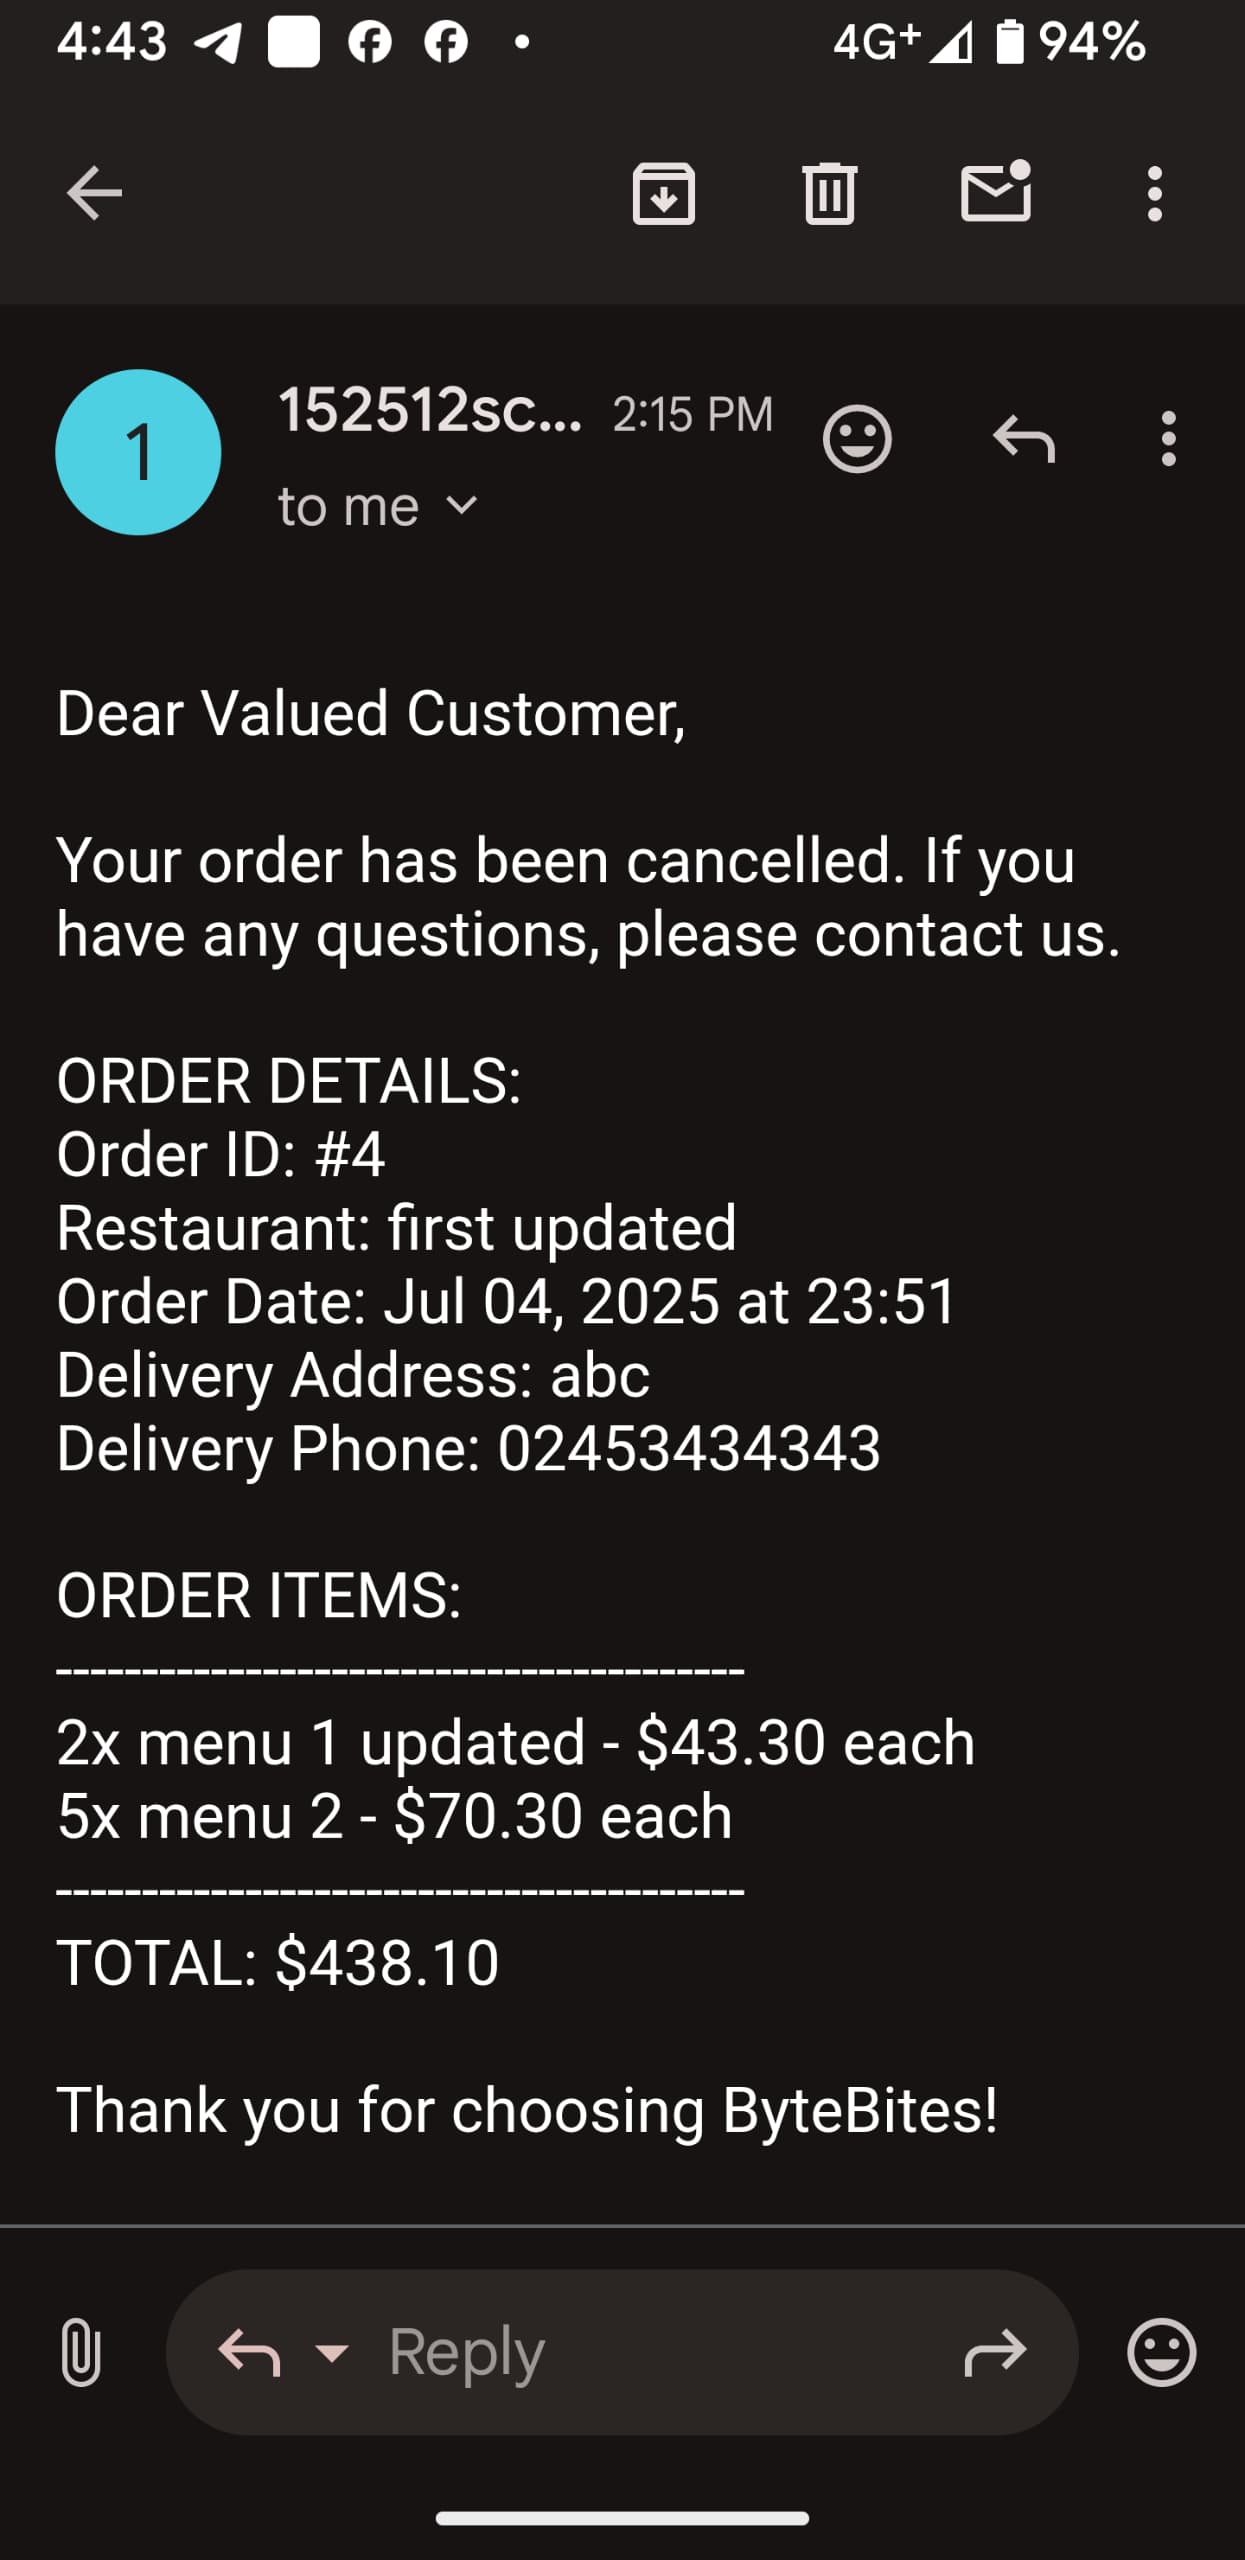 4:43 4G+ 94%
1 152512sc... 2:15 PM
to me
Dear Valued Customer,
Your order has been cancelled. If you
have any questions, please contact us.
ORDER DETAILS:
Order ID: #4
Restaurant: first updated
Order Date: Jul 04, 2025 at 23:51
Delivery Address: abc
Delivery Phone: 02453434343
ORDER ITEMS:
----------------------------------------
2x menu 1 updated - $43.30 each
5x menu 2 - $70.30 each
----------------------------------------
TOTAL: $438.10
Thank you for choosing ByteBites!
Reply